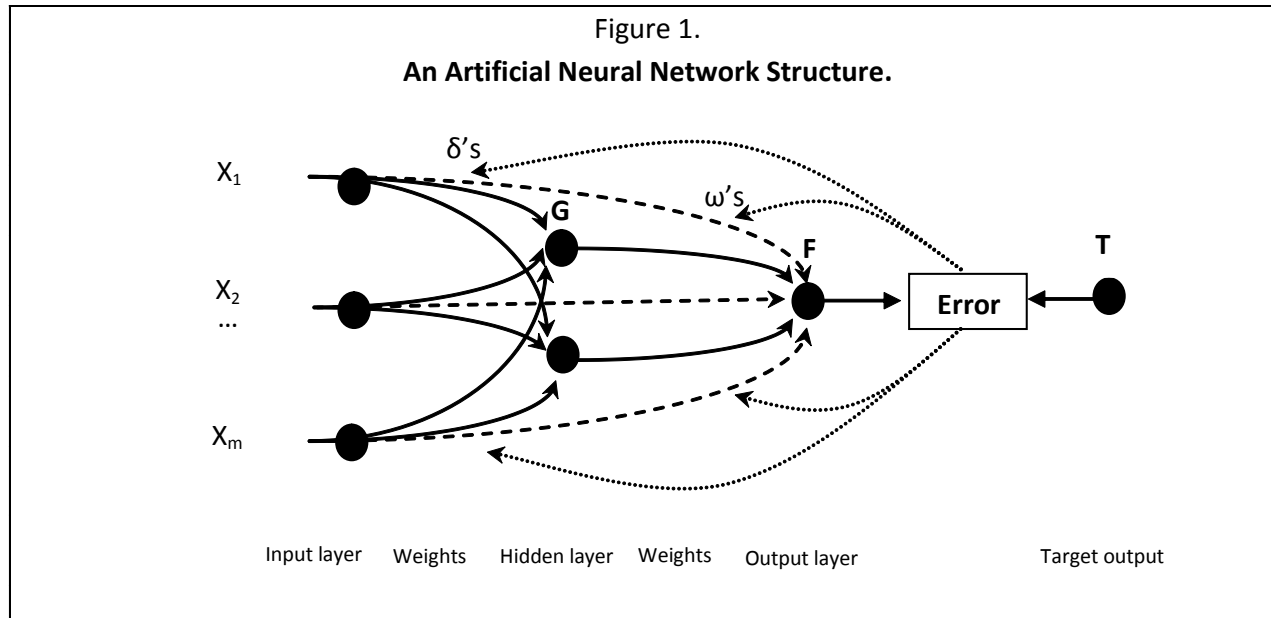 Figure 1.
An Artificial Neural Network Structure.
δ's
X₁
ω's
G
F
T
X₂
...
Error
Xₘ
Input layer Weights Hidden layer Weights Output layer Target output